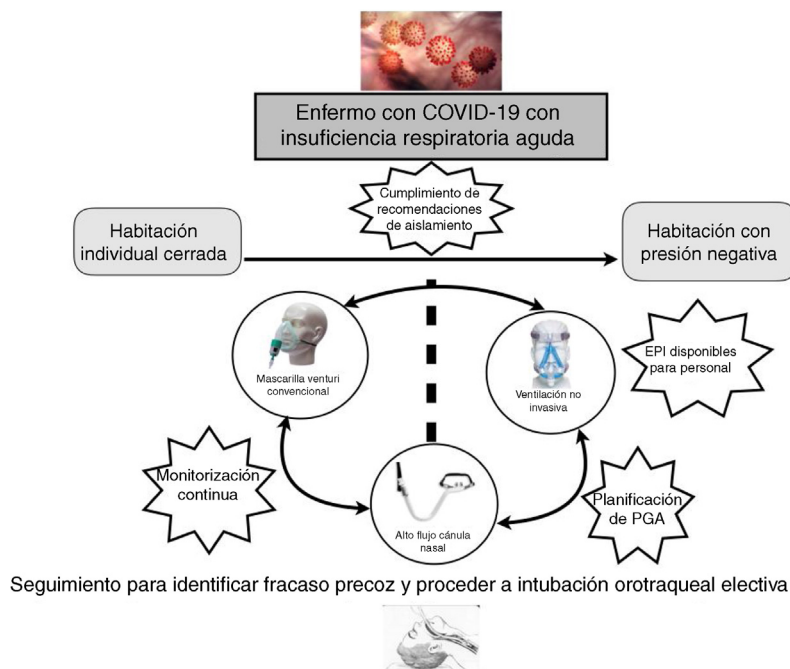 Enfermo con COVID-19 con
insuficiencia respiratoria aguda
Cumplimiento de
recomendaciones
de aislamiento
Habitación
individual cerrada
Habitación con
presión negativa
Mascarilla venturi
convencional
Ventilación no
invasiva
EPI disponibles
para personal
Monitorización
continua
Alto flujo cánula
nasal
Planificación
de PGA
Seguimiento para identificar fracaso precoz y proceder a intubación orotraqueal electiva